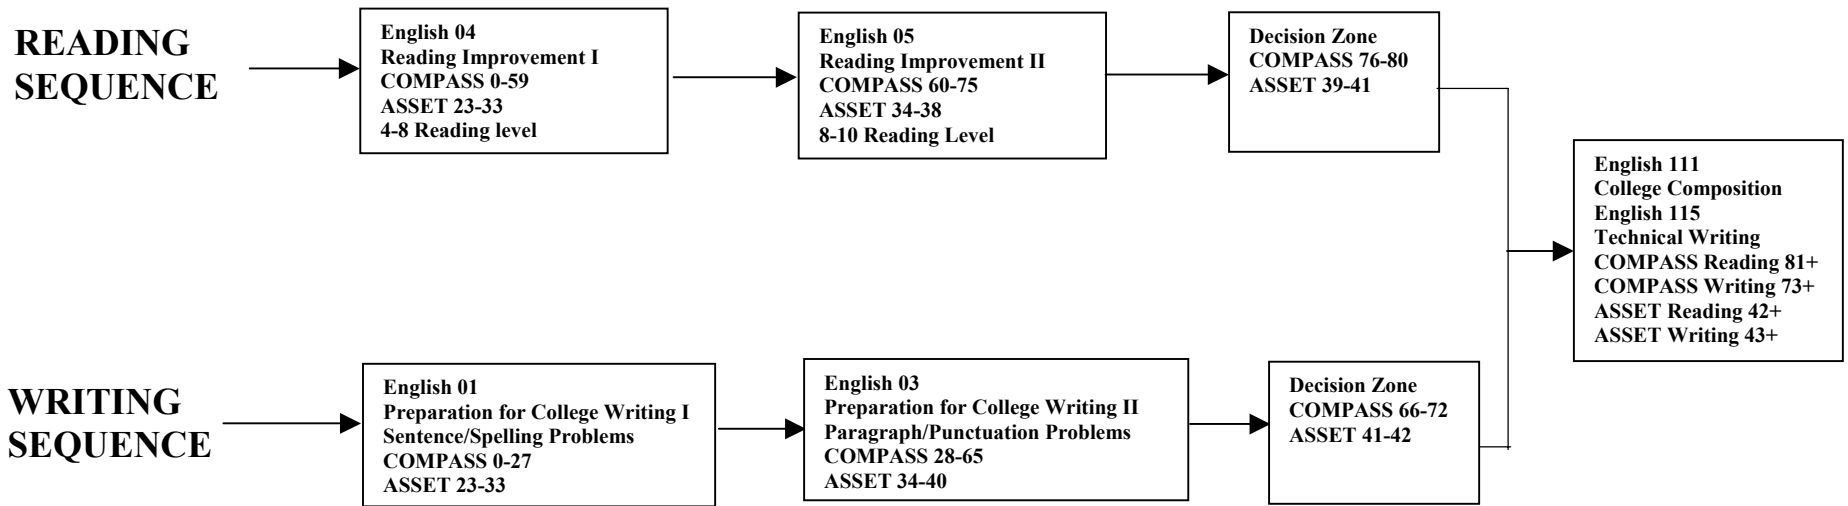 READING
SEQUENCE
English 04
Reading Improvement I
COMPASS 0-59
ASSET 23-33
4-8 Reading level
English 05
Reading Improvement II
COMPASS 60-75
ASSET 34-38
8-10 Reading Level
Decision Zone
COMPASS 76-80
ASSET 39-41
English 111
College Composition
English 115
Technical Writing
COMPASS Reading 81+
COMPASS Writing 73+
ASSET Reading 42+
ASSET Writing 43+
WRITING
SEQUENCE
English 01
Preparation for College Writing I
Sentence/Spelling Problems
COMPASS 0-27
ASSET 23-33
English 03
Preparation for College Writing II
Paragraph/Punctuation Problems
COMPASS 28-65
ASSET 34-40
Decision Zone
COMPASS 66-72
ASSET 41-42